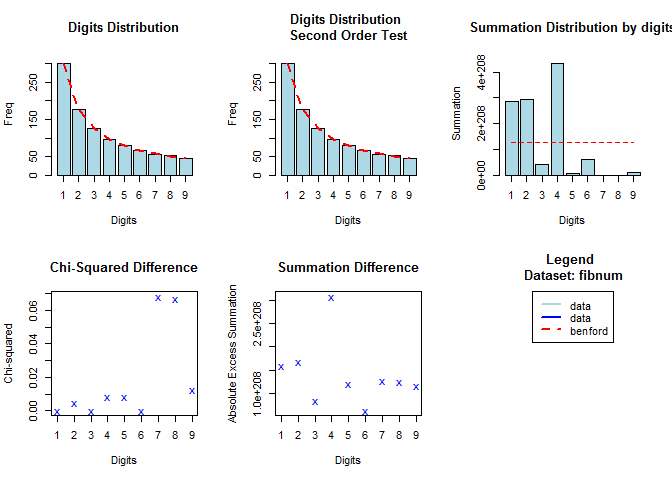 Digits Distribution
Freq
0 50 150 250
1 2 3 4 5 6 7 8 9
Digits
Digits Distribution
Second Order Test
Freq
0 50 150 250
1 2 3 4 5 6 7 8 9
Digits
Summation Distribution by digits
Summation
0e+00 2e+208 4e+208
1 2 3 4 5 6 7 9
Digits
Chi-Squared Difference
Chi-squared
0.00 0.02 0.04 0.06
1 2 3 4 5 6 7 8 9
Digits
Summation Difference
Absolute Excess Summation
1.0e+208 2.5e+208
1 2 3 4 5 6 7 8 9
Digits
Legend
Dataset: fibnum
data
data
benford